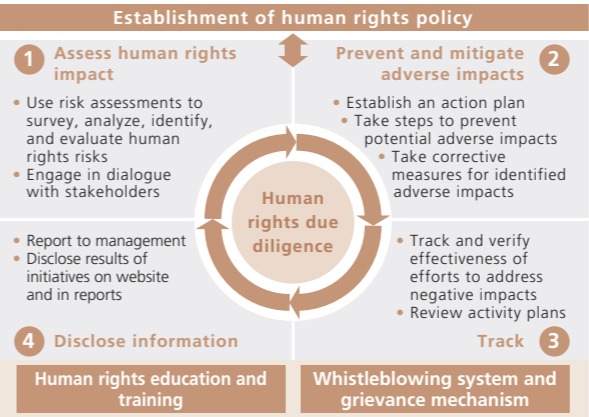 Establishment of human rights policy
1 Assess human rights
impact
• Use risk assessments to
survey, analyze, identify,
and evaluate human
rights risks
• Engage in dialogue
with stakeholders
Prevent and mitigate 2
adverse impacts
• Establish an action plan
• Take steps to prevent
potential adverse impacts
• Take corrective
measures for identified
adverse impacts
Human
rights due
diligence
• Report to management
• Disclose results of
initiatives on website
and in reports
4 Disclose information
• Track and verify
effectiveness of
efforts to address
negative impacts
• Review activity plans
Track 3
Human rights education and
training
Whistleblowing system and
grievance mechanism